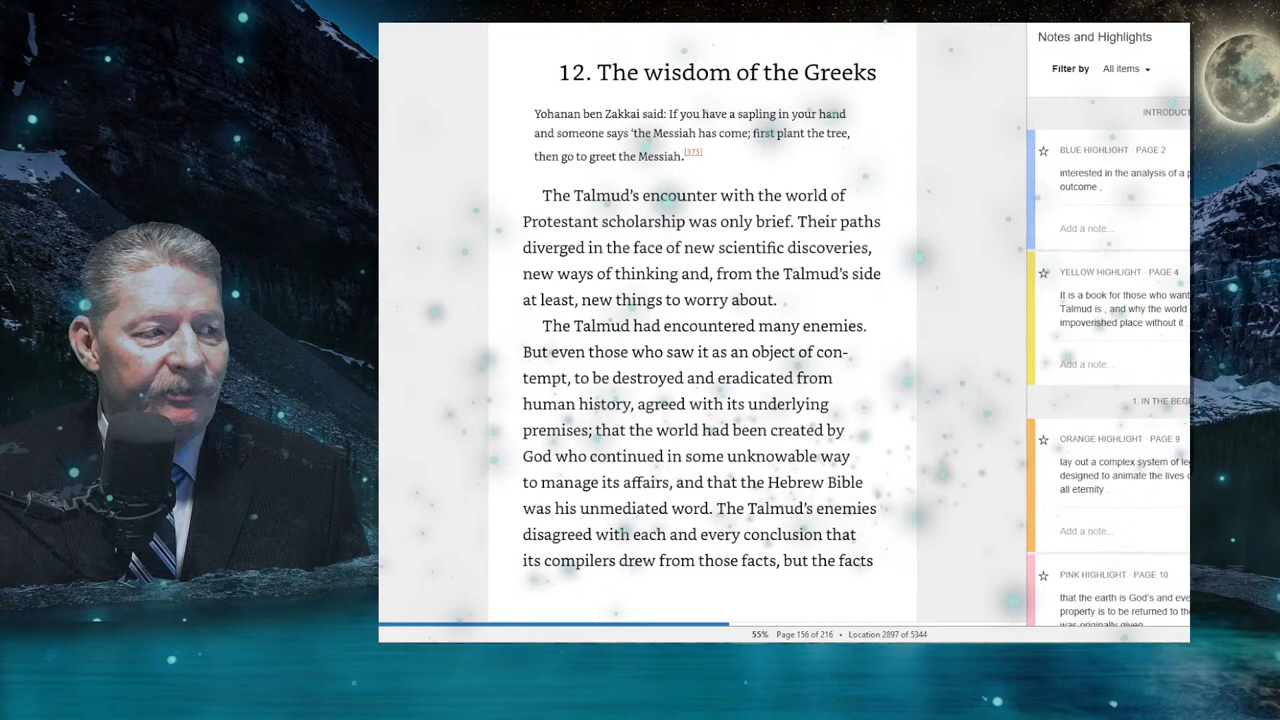 12. The wisdom of the Greeks
Yohanan ben Zakkai said: If you have a sapling in your hand
and someone says 'the Messiah has come; first plant the tree,
then go to greet the Messiah.[375]
The Talmud's encounter with the world of
Protestant scholarship was only brief. Their paths
diverged in the face of new scientific discoveries,
new ways of thinking and, from the Talmud's side
at least, new things to worry about.
The Talmud had encountered many enemies.
But even those who saw it as an object of con-
tempt, to be destroyed and eradicated from
human history, agreed with its underlying
premises; that the world had been created by
God who continued in some unknowable way
to manage its affairs, and that the Hebrew Bible
was his unmediated word. The Talmud's enemies
disagreed with each and every conclusion that
its compilers drew from those facts, but the facts
55% Page 156 of 216 • Location 2897 of 5344
Notes and Highlights
Filter by All items
INTRODUCT
BLUE HIGHLIGHT · PAGE 2
interested in the analysis of a p
outcome ,
Add a note...
YELLOW HIGHLIGHT · PAGE 4
It is a book for those who want
Talmud is , and why the world
impoverished place without it .
Add a note...
1. IN THE BEG
ORANGE HIGHLIGHT · PAGE 9
lay out a complex system of le
designed to animate the lives o
all eternity .
Add a note...
PINK HIGHLIGHT · PAGE 10
that the earth is God's and eve
property is to be returned to th
was originally given